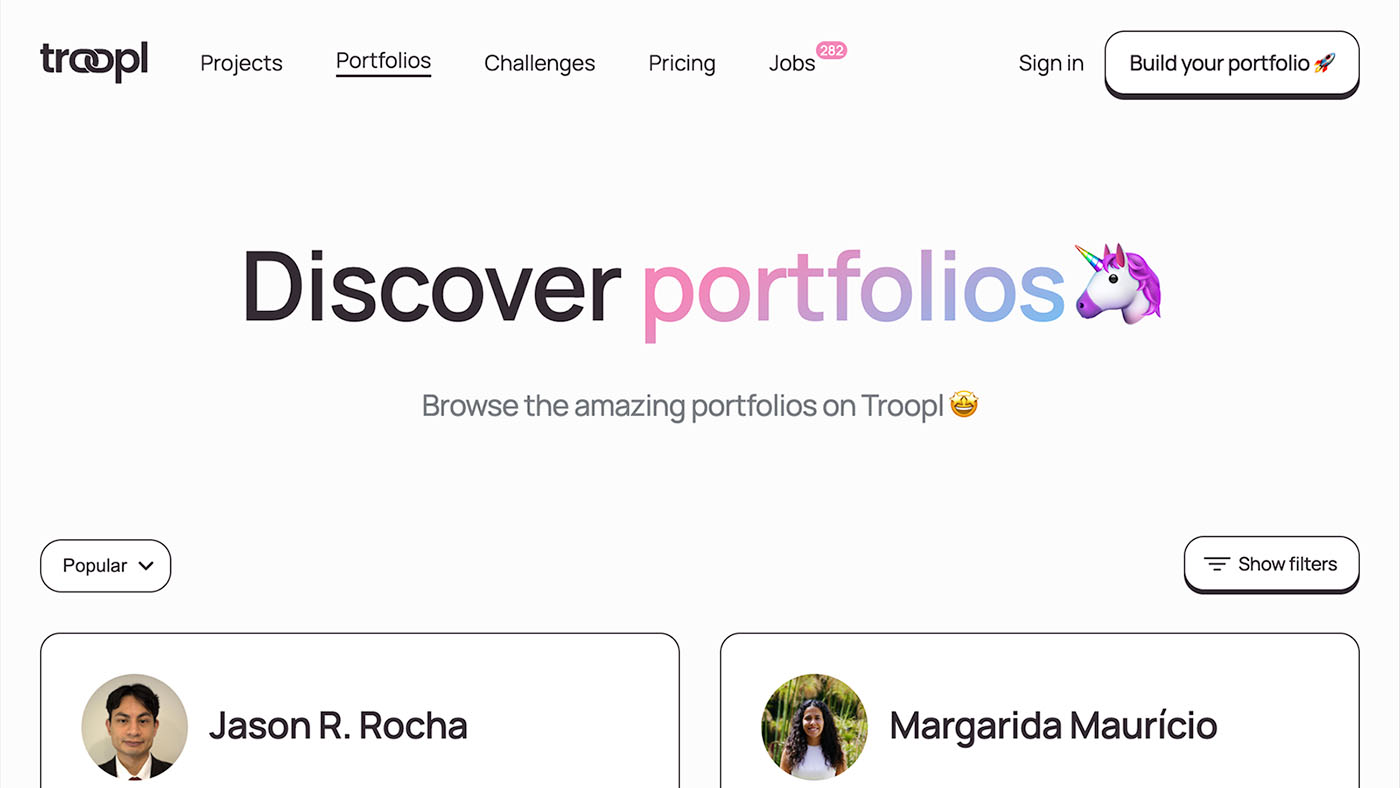 troopl Projects Portfolios Challenges Pricing Jobs 282 Sign in Build your portfolio 🚀
Discover portfolios🦄
Browse the amazing portfolios on Troopl 🤩
Popular Show filters
Jason R. Rocha Margarida Maurício